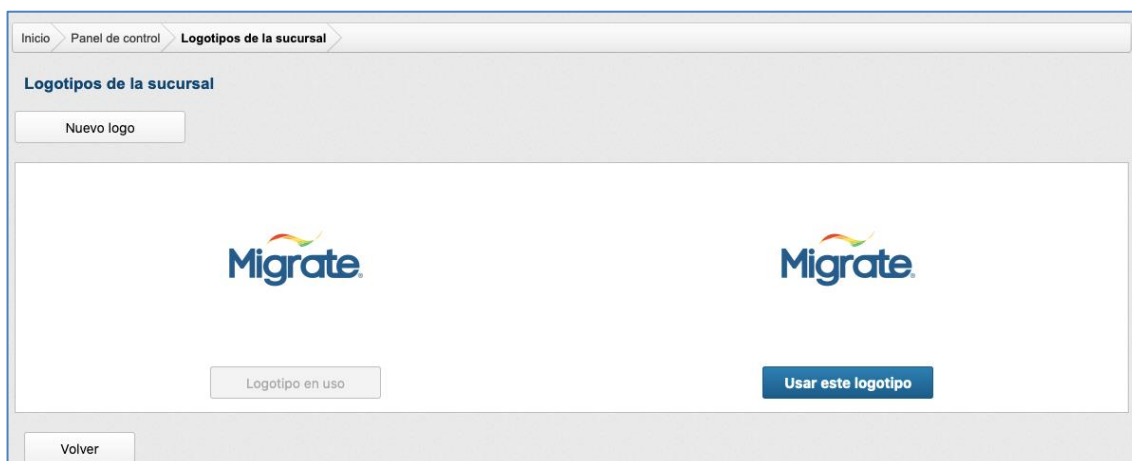 Inicio Panel de control Logotipos de la sucursal
Logotipos de la sucursal
Nuevo logo
Migrate® Migrate®
Logotipo en uso Usar este logotipo
Volver